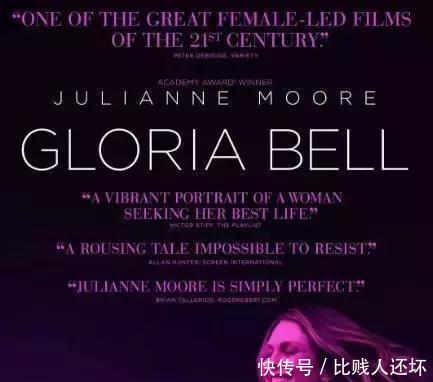 “ONE OF THE GREAT FEMALE-LED FILMS
OF THE 21ST CENTURY.”
PETER DEBRUGE, VARIETY
ACADEMY AWARD® WINNER
JULIANNE MOORE
GLORIA BELL
“A VIBRANT PORTRAIT OF A WOMAN
SEEKING HER BEST LIFE.”
VICTOR STIFF, THE PLAYLIST
“A ROUSING TALE IMPOSSIBLE TO RESIST.”
ALLAN HUNTER, SCREEN INTERNATIONAL
“JULIANNE MOORE IS SIMPLY PERFECT.”
BRIAN TALLERICO, ROGEREBERT.COM
快传号／比贱人还坏